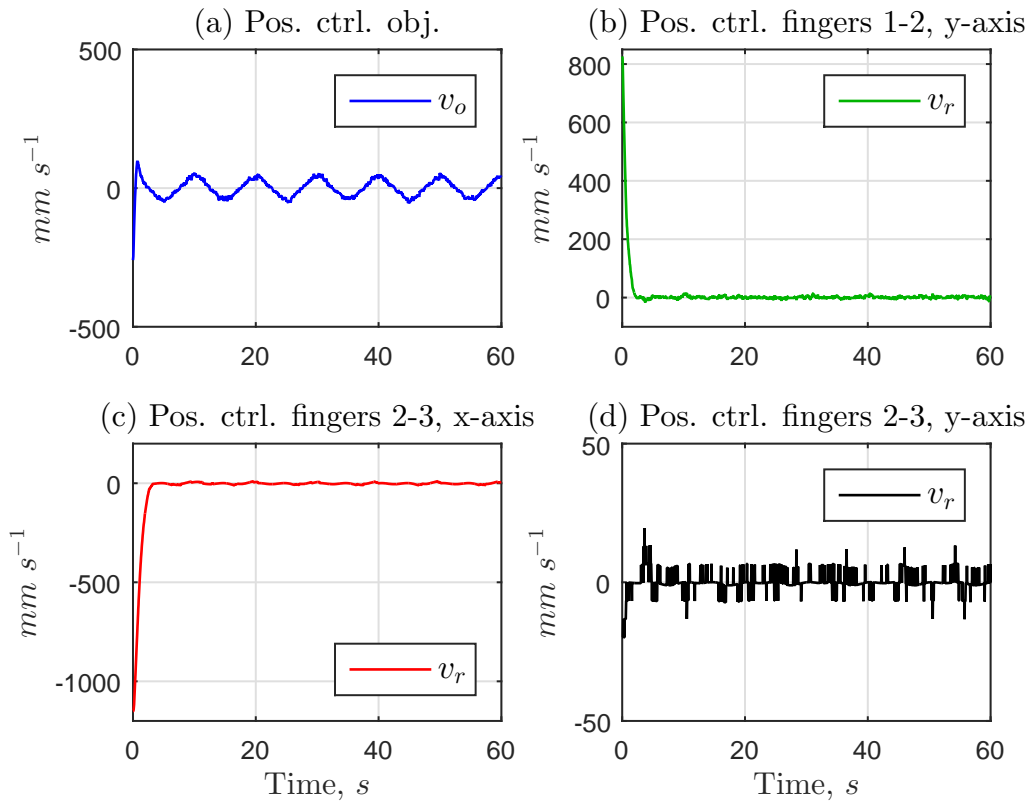 (a) Pos. ctrl. obj.
500
0
-500
mm s⁻¹
v_o
0 20 40 60
(b) Pos. ctrl. fingers 1-2, y-axis
800
600
400
200
0
mm s⁻¹
v_r
0 20 40 60
(c) Pos. ctrl. fingers 2-3, x-axis
0
-500
-1000
mm s⁻¹
v_r
0 20 40 60
Time, s
(d) Pos. ctrl. fingers 2-3, y-axis
50
0
-50
mm s⁻¹
v_r
0 20 40 60
Time, s